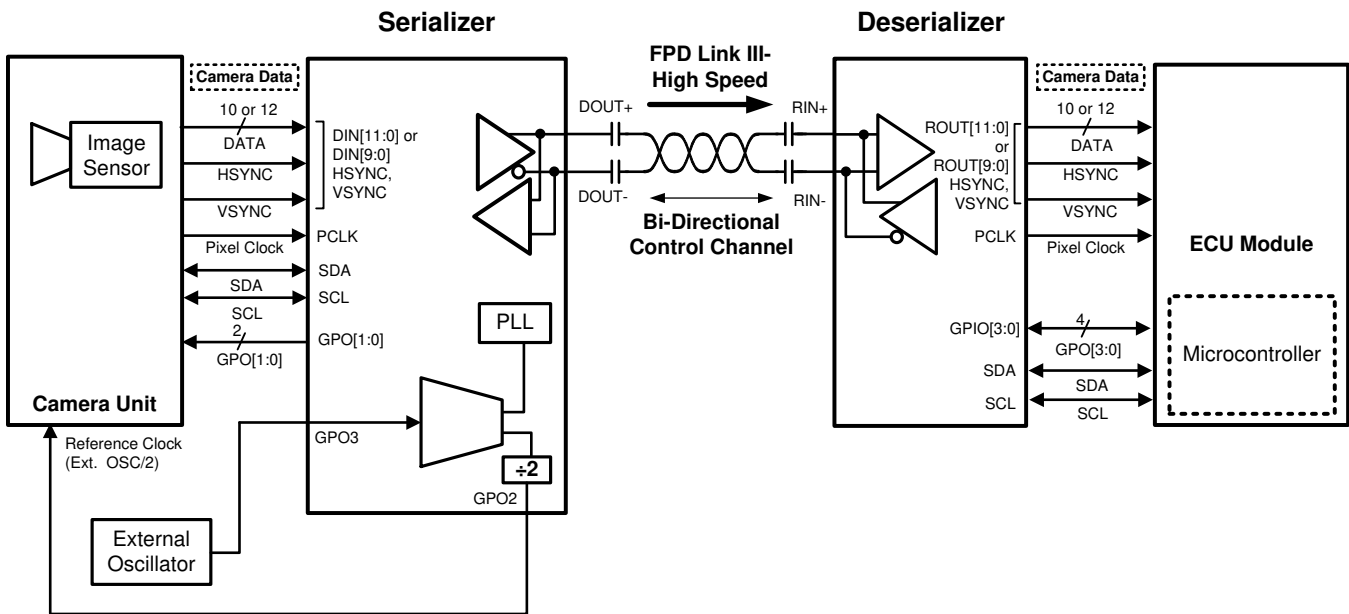 Serializer
Deserializer
FPD Link III-
High Speed
Camera Data
Camera Data
Image
Sensor
10 or 12
DATA
HSYNC
VSYNC
Pixel Clock
SDA
SCL
2
GPO[1:0]
Camera Unit
DIN[11:0] or
DIN[9:0]
HSYNC,
VSYNC
PCLK
SDA
SCL
GPO[1:0]
PLL
GPO3
÷2
GPO2
Reference Clock
(Ext. OSC/2)
External
Oscillator
DOUT+
DOUT-
RIN+
RIN-
Bi-Directional
Control Channel
ROUT[11:0]
or
ROUT[9:0]
HSYNC,
VSYNC
PCLK
GPIO[3:0]
SDA
SCL
10 or 12
DATA
HSYNC
VSYNC
Pixel Clock
4
GPO[3:0]
SDA
SCL
ECU Module
Microcontroller